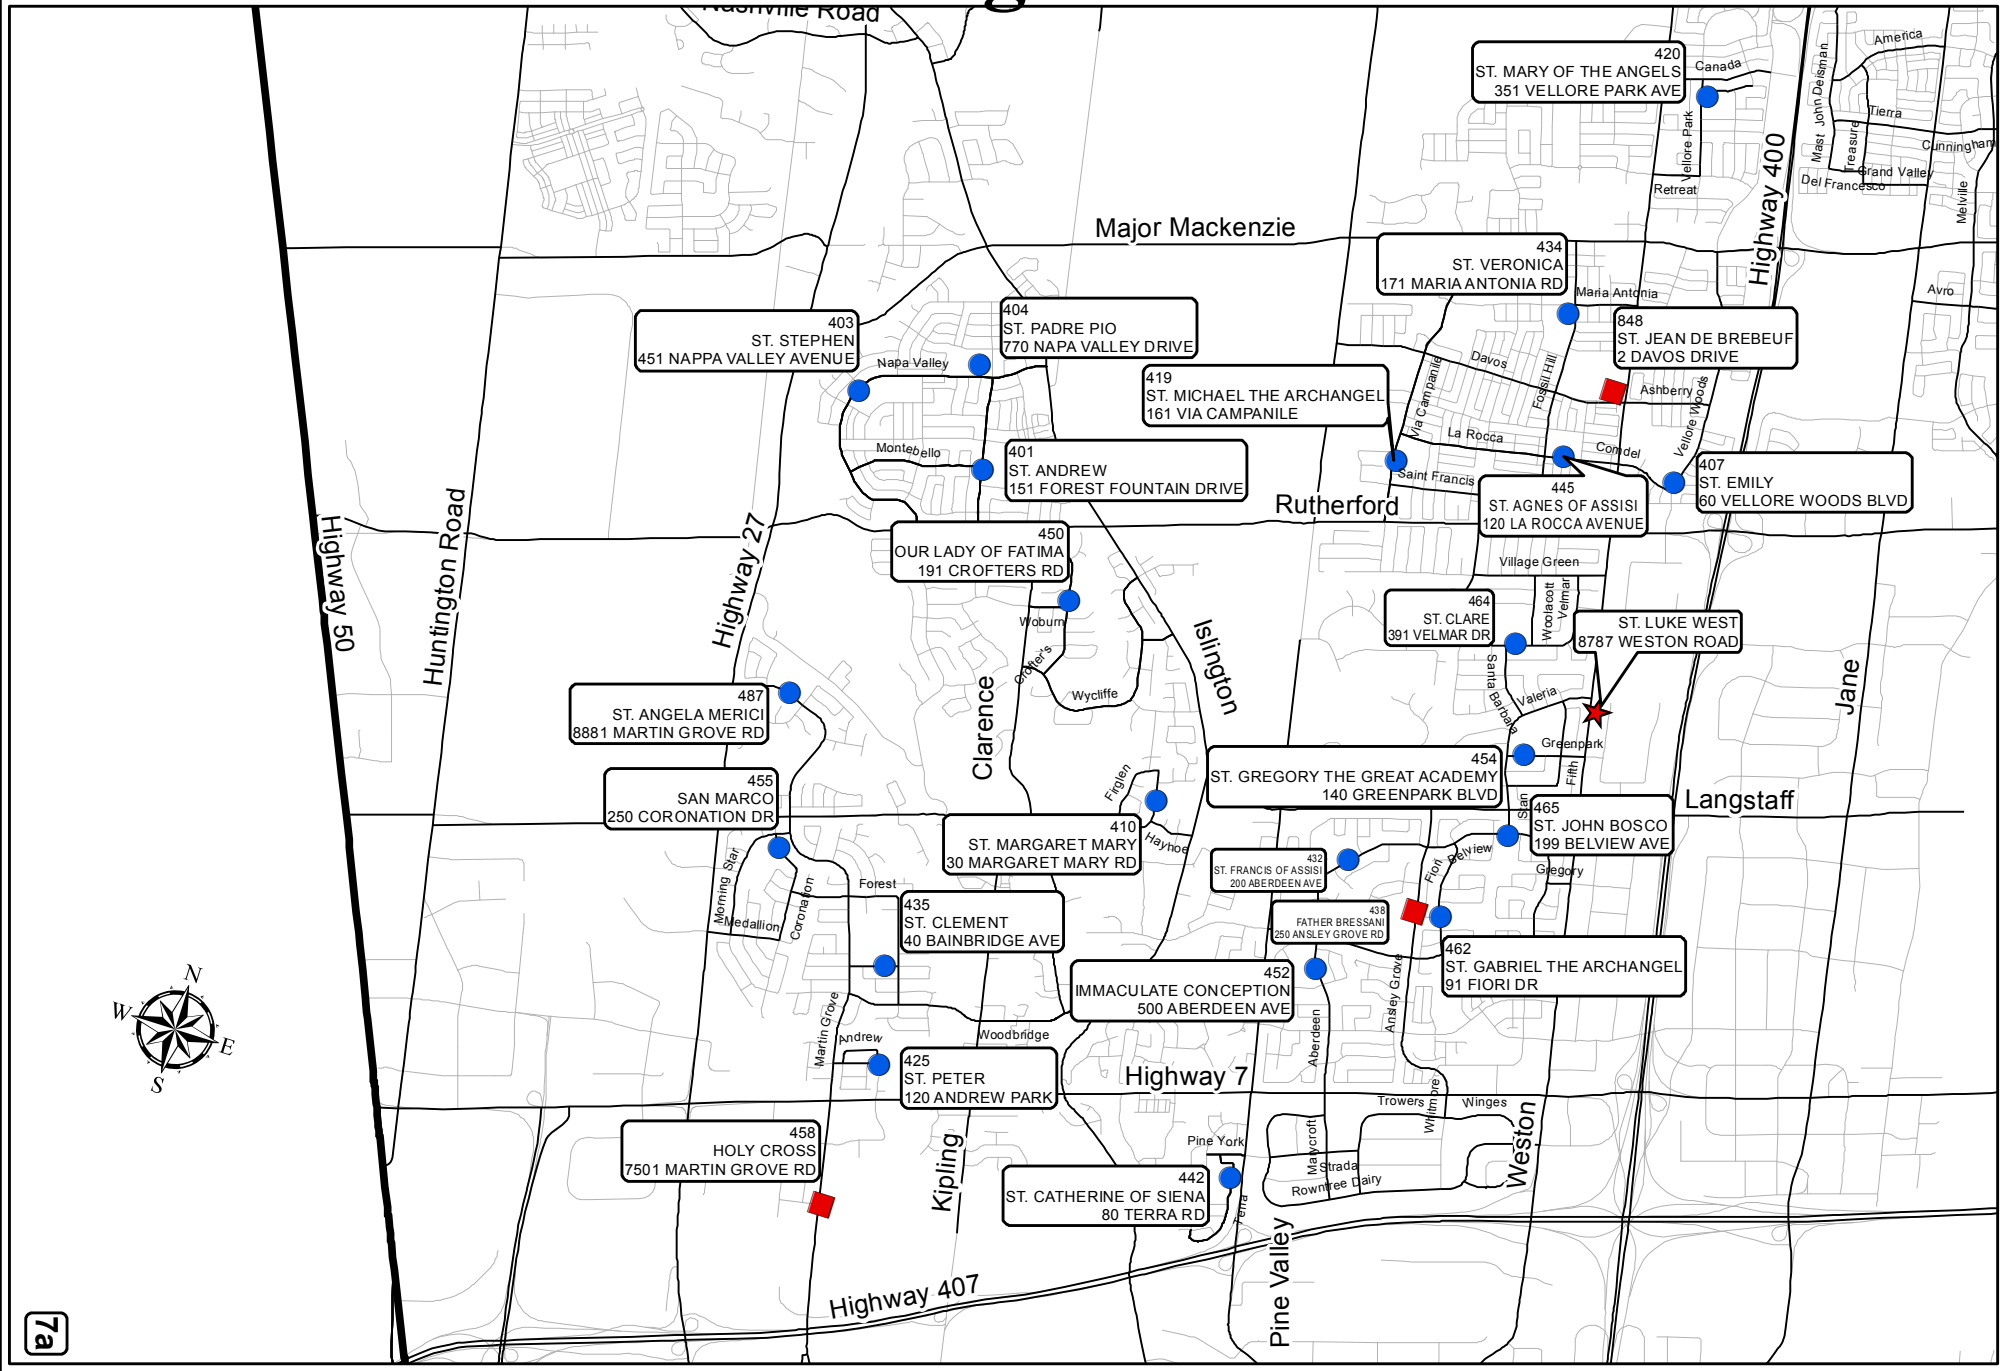 Nashville Road
g
420
ST. MARY OF THE ANGELS
351 VELLORE PARK AVE
Canada
America
Mast John Deisman
Tierra
Treasure
Cunningham
Grand Valley
Del Francesco
Melville
Vellore Park
Retreat
Highway 400
Major Mackenzie
434
ST. VERONICA
171 MARIA ANTONIA RD
Maria Antonia
Avro
403
ST. STEPHEN
451 NAPPA VALLEY AVENUE
404
ST. PADRE PIO
770 NAPA VALLEY DRIVE
848
ST. JEAN DE BREBEUF
2 DAVOS DRIVE
Napa Valley
419
ST. MICHAEL THE ARCHANGEL
161 VIA CAMPANILE
Via Campanile
Davos
Fossil Hill
Ashberry
Vellore Woods
Montebello
401
ST. ANDREW
151 FOREST FOUNTAIN DRIVE
La Rocca
Comdel
Saint Francis
407
ST. EMILY
60 VELLORE WOODS BLVD
445
ST. AGNES OF ASSISI
120 LA ROCCA AVENUE
Rutherford
Highway 50
Huntington Road
Highway 27
450
OUR LADY OF FATIMA
191 CROFTERS RD
Village Green
Woolacott
Velmar
464
ST. CLARE
391 VELMAR DR
ST. LUKE WEST
8787 WESTON ROAD
Woburn
Crofter's
Wycliffe
Islington
Santa Barbara
Valeria
Jane
487
ST. ANGELA MERICI
8881 MARTIN GROVE RD
Clarence
Greenpark
Fifth
454
ST. GREGORY THE GREAT ACADEMY
140 GREENPARK BLVD
455
SAN MARCO
250 CORONATION DR
Firglen
Langstaff
Stan
465
ST. JOHN BOSCO
199 BELVIEW AVE
410
ST. MARGARET MARY
30 MARGARET MARY RD
Hayhoe
432
ST. FRANCIS OF ASSISI
200 ABERDEEN AVE
Fiori
Belview
Gregory
Morning Star
Medallion
Coronation
Forest
435
ST. CLEMENT
40 BAINBRIDGE AVE
438
FATHER BRESSANI
250 ANSLEY GROVE RD
462
ST. GABRIEL THE ARCHANGEL
91 FIORI DR
452
IMMACULATE CONCEPTION
500 ABERDEEN AVE
Ansley Grove
Aberdeen
N
W
E
S
Martin Grove
Andrew
Woodbridge
425
ST. PETER
120 ANDREW PARK
Highway 7
Trowers
Whitmore
Winges
Weston
458
HOLY CROSS
7501 MARTIN GROVE RD
Kipling
Pine York
Marycroft
Strada
Rowntree Dairy
442
ST. CATHERINE OF SIENA
80 TERRA RD
Terra
Pine Valley
Highway 407
7a